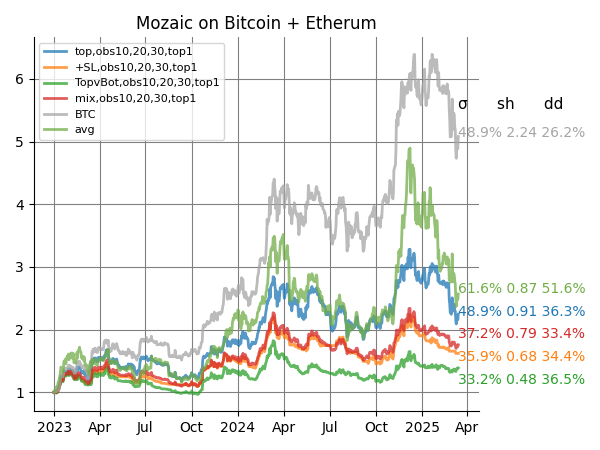 Mozaic on Bitcoin + Etherum
top,obs10,20,30,top1
+SL,obs10,20,30,top1
TopvBot,obs10,20,30,top1
mix,obs10,20,30,top1
BTC
avg
σ sh dd
48.9% 2.24 26.2%
61.6% 0.87 51.6%
48.9% 0.91 36.3%
37.2% 0.79 33.4%
35.9% 0.68 34.4%
33.2% 0.48 36.5%
6
5
4
3
2
1
2023 Apr Jul Oct 2024 Apr Jul Oct 2025 Apr